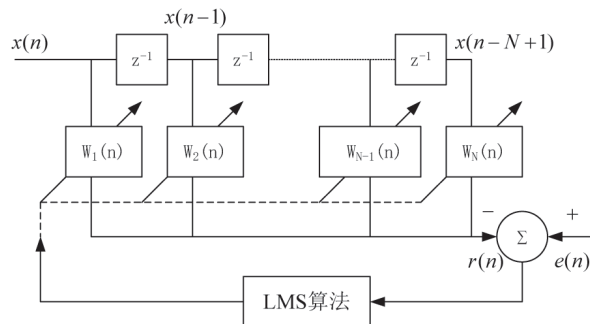 x(n-1)
x(n)
z⁻¹
z⁻¹
z⁻¹
x(n-N+1)
W₁(n)
W₂(n)
W_{N-1}(n)
W_N(n)
−
+
Σ
r(n)
e(n)
LMS算法